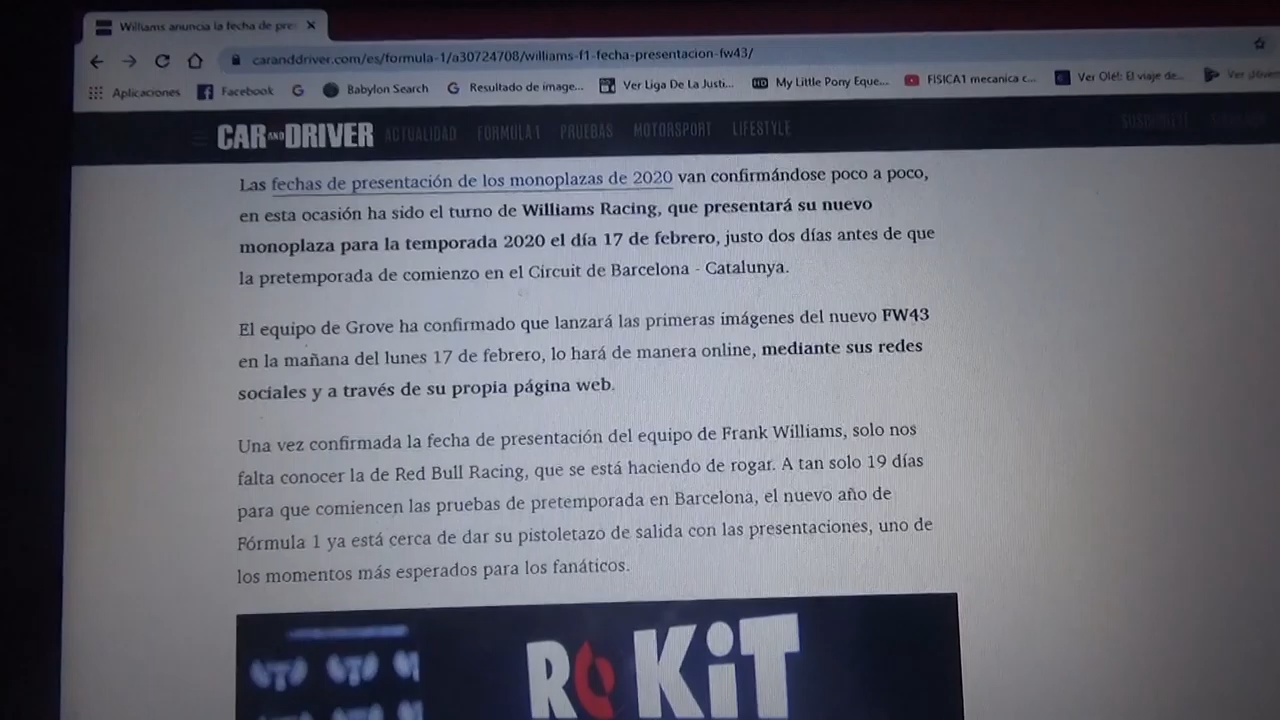 Williams anuncia la fecha de pre
caranddriver.com/es/formula-1/a30724708/williams-f1-fecha-presentacion-fw43/
Aplicaciones Facebook Babylon Search Resultado de image... Ver Liga De La Justi... My Little Pony Eque... FISICA1 mecanica c... Ver Olé!: El viaje de... Ver
CAR AND DRIVER ACTUALIDAD FÓRMULA 1 PRUEBAS MOTORSPORT LIFESTYLE
Las fechas de presentación de los monoplazas de 2020 van confirmándose poco a poco,
en esta ocasión ha sido el turno de Williams Racing, que presentará su nuevo
monoplaza para la temporada 2020 el día 17 de febrero, justo dos días antes de que
la pretemporada de comienzo en el Circuit de Barcelona - Catalunya.
El equipo de Grove ha confirmado que lanzará las primeras imágenes del nuevo FW43
en la mañana del lunes 17 de febrero, lo hará de manera online, mediante sus redes
sociales y a través de su propia página web.
Una vez confirmada la fecha de presentación del equipo de Frank Williams, solo nos
falta conocer la de Red Bull Racing, que se está haciendo de rogar. A tan solo 19 días
para que comiencen las pruebas de pretemporada en Barcelona, el nuevo año de
Fórmula 1 ya está cerca de dar su pistoletazo de salida con las presentaciones, uno de
los momentos más esperados para los fanáticos.
ROKiT